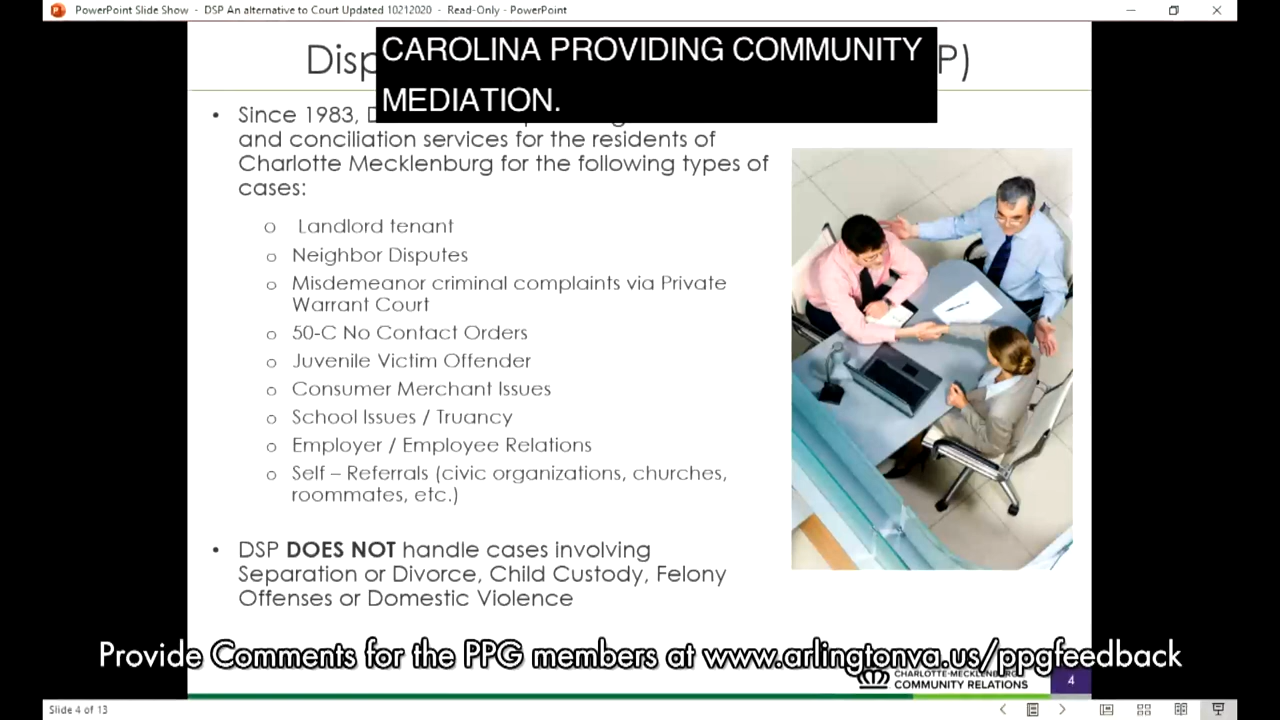 PowerPoint Slide Show - DSP An alternative to Court Updated 10212020 - Read-Only - PowerPoint
CAROLINA PROVIDING COMMUNITY
MEDIATION.
• Since 1983,
and conciliation services for the residents of
Charlotte Mecklenburg for the following types of
cases:
o Landlord tenant
o Neighbor Disputes
o Misdemeanor criminal complaints via Private
Warrant Court
o 50-C No Contact Orders
o Juvenile Victim Offender
o Consumer Merchant Issues
o School Issues / Truancy
o Employer / Employee Relations
o Self – Referrals (civic organizations, churches,
roommates, etc.)
• DSP DOES NOT handle cases involving
Separation or Divorce, Child Custody, Felony
Offenses or Domestic Violence
Provide Comments for the PPG members at www.arlingtonva.us/ppgfeedback
CHARLOTTE-MECKLENBURG
COMMUNITY RELATIONS
4
Slide 4 of 13